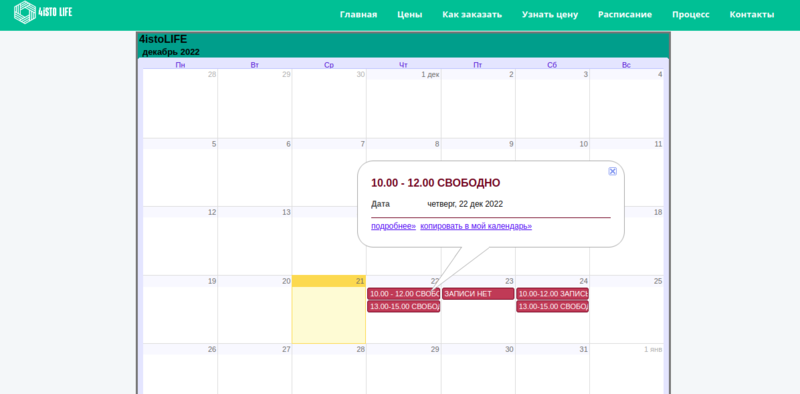 4isto LIFE
Главная Цены Как заказать Узнать цену Расписание Процесс Контакты
4istoLIFE
декабрь 2022
Пн Вт Ср Чт Пт Сб Вс
28 29 30 1 дек 2 3 4
5 6 7 8 9 10 11
10.00 - 12.00 СВОБОДНО
Дата четверг, 22 дек 2022
подробнее» копировать в мой календарь»
12 13 18
19 20 21 22 23 24 25
10.00 - 12.00 СВОБО ЗАПИСИ НЕТ 10.00-12.00 ЗАПИСЬ
13.00-15.00 СВОБОД 13.00-15.00 СВОБОД
26 27 28 29 30 31 1 янв